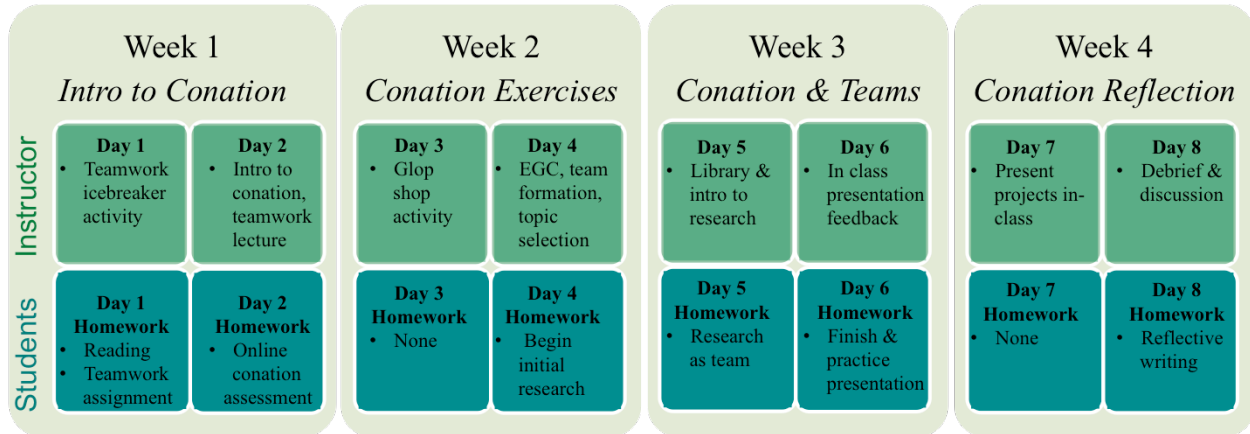 Week 1
Intro to Conation
Week 2
Conation Exercises
Week 3
Conation & Teams
Week 4
Conation Reflection
Instructor
Day 1
• Teamwork
icebreaker
activity
Day 2
• Intro to
conation,
teamwork
lecture
Day 3
• Glop
shop
activity
Day 4
• EGC, team
formation,
topic
selection
Day 5
• Library &
intro to
research
Day 6
• In class
presentation
feedback
Day 7
• Present
projects in-
class
Day 8
• Debrief &
discussion
Students
Day 1
Homework
• Reading
• Teamwork
assignment
Day 2
Homework
• Online
conation
assessment
Day 3
Homework
• None
Day 4
Homework
• Begin
initial
research
Day 5
Homework
• Research
as team
Day 6
Homework
• Finish &
practice
presentation
Day 7
Homework
• None
Day 8
Homework
• Reflective
writing